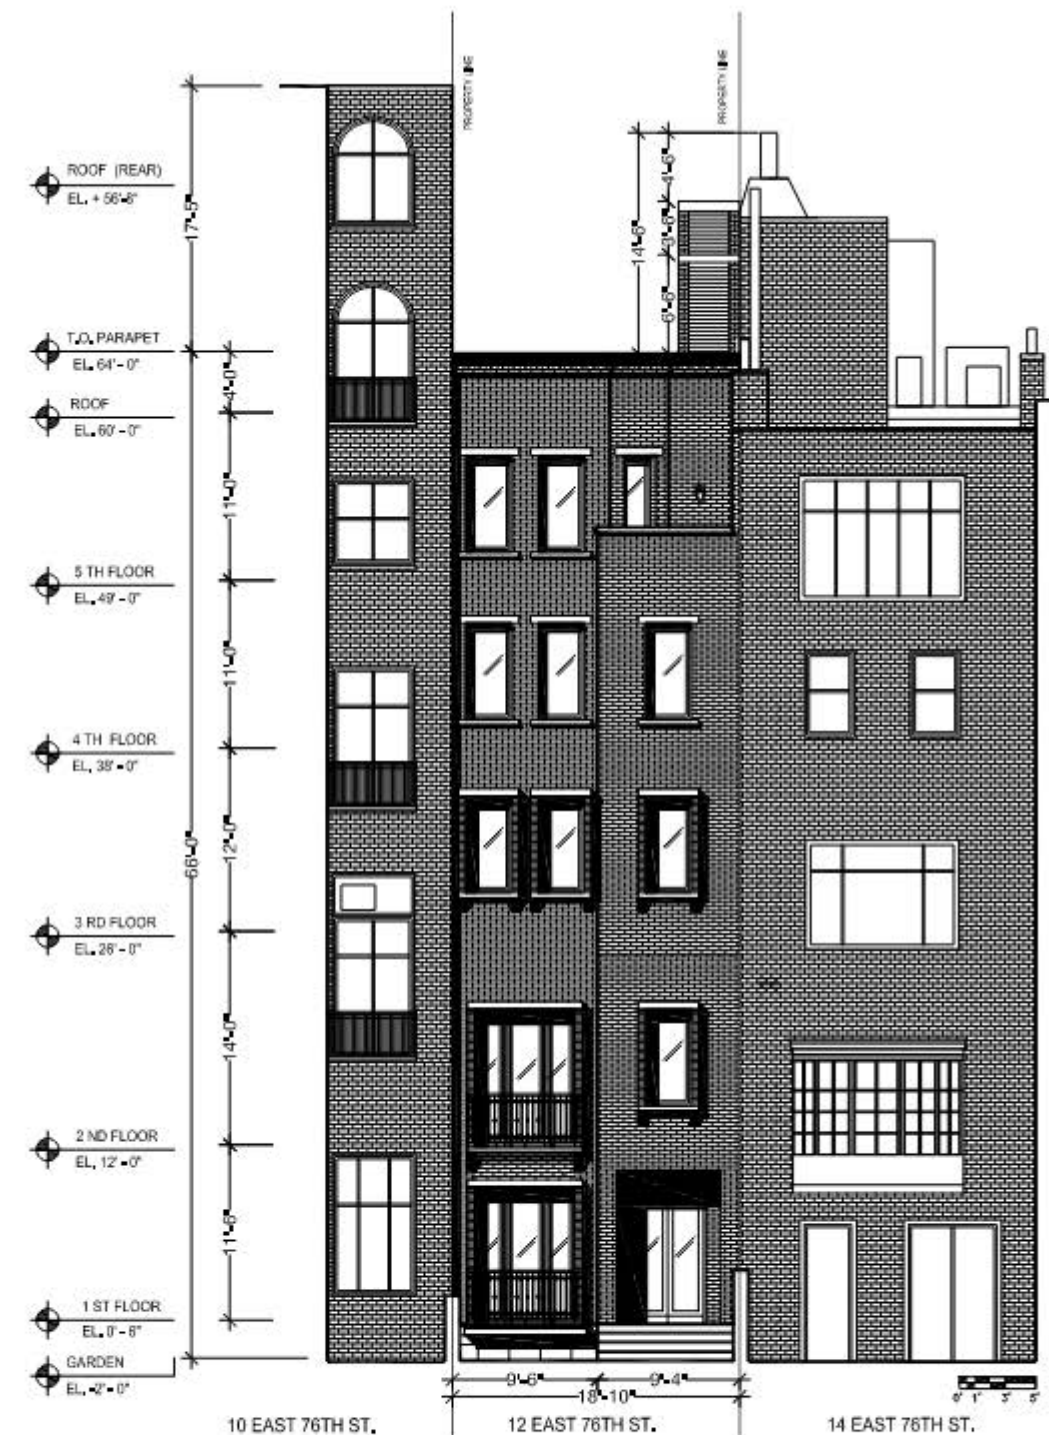 PROPERTY LINE
PROPERTY LINE
ROOF (REAR)
EL. + 56'-8"
T.O. PARAPET
EL. 64'-0"
ROOF
EL. 60'-0"
5 TH FLOOR
EL. 49'-0"
4 TH FLOOR
EL. 38'-0"
3 RD FLOOR
EL. 26'-0"
2 ND FLOOR
EL. 12'-0"
1 ST FLOOR
EL. 0'-6"
GARDEN
EL. -2'-0"
17'-5"
66'-0"
4'-0"
11'-0"
11'-0"
12'-0"
14'-0"
11'-6"
14'-6"
4'-6"
3'-6"
6'-6"
9'-6"
9'-4"
18'-10"
0' 1' 3' 5'
10 EAST 76TH ST.
12 EAST 76TH ST.
14 EAST 76TH ST.